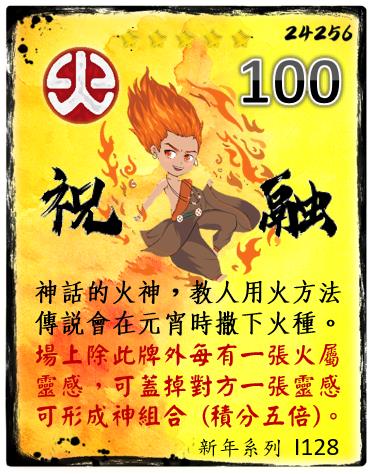 24256
火
100
祝融
神話的火神，教人用火方法
傳說會在元宵時撒下火種。
場上除此牌外每有一張火屬
靈感，可蓋掉對方一張靈感
可形成神組合（積分五倍）。
新年系列 I128